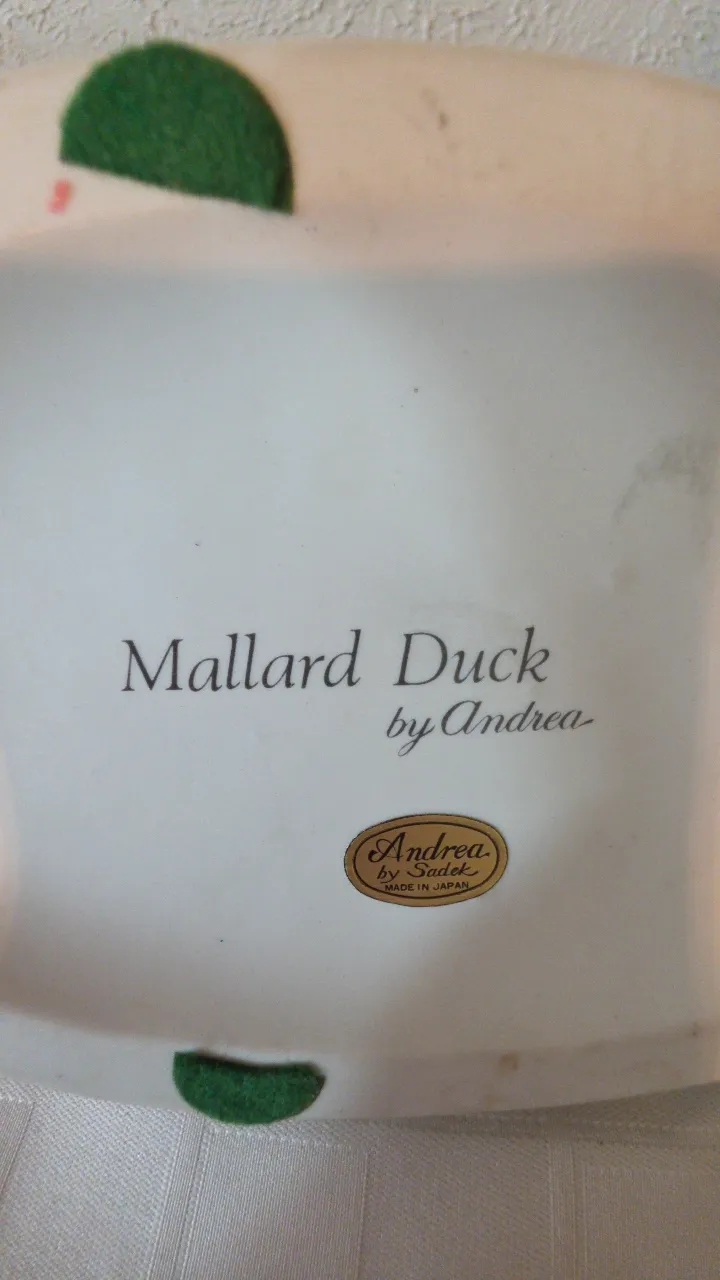 Mallard Duck
by Andrea
Andrea
by Sadek
MADE IN JAPAN